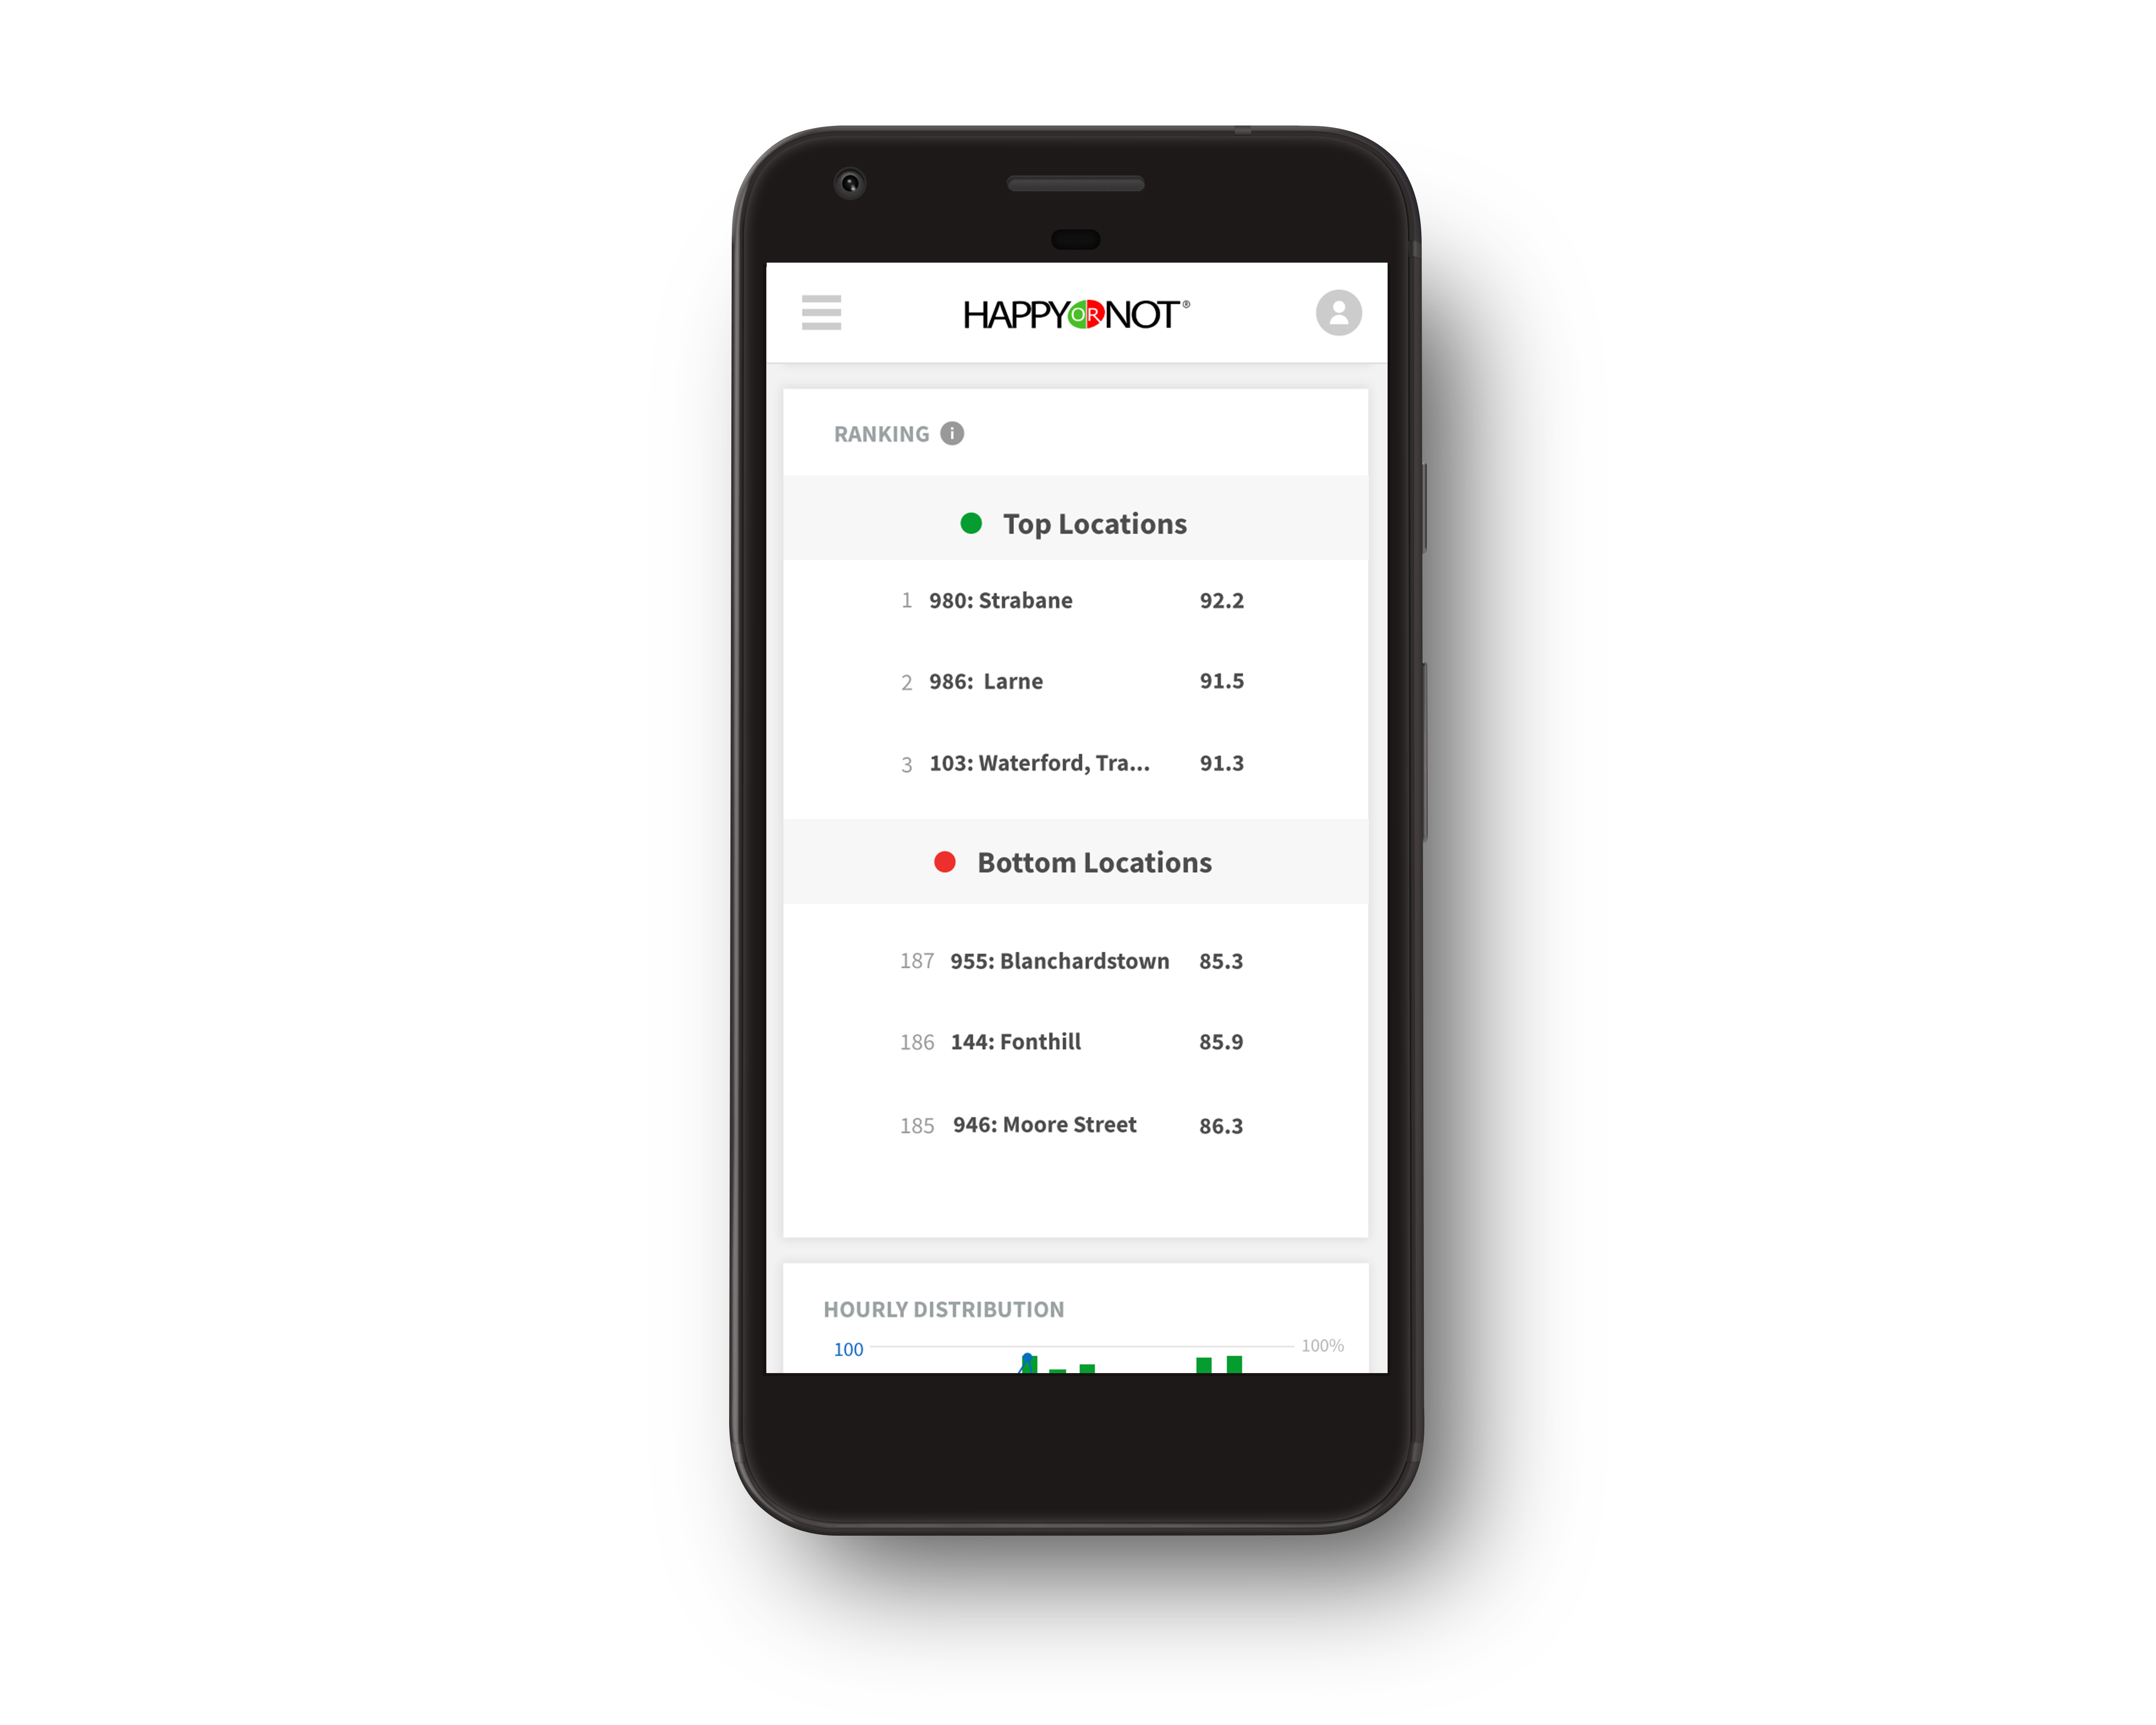 HAPPY OR NOT®
RANKING i
Top Locations
1 980: Strabane 92.2
2 986: Larne 91.5
3 103: Waterford, Tra... 91.3
Bottom Locations
187 955: Blanchardstown 85.3
186 144: Fonthill 85.9
185 946: Moore Street 86.3
HOURLY DISTRIBUTION
100 100%